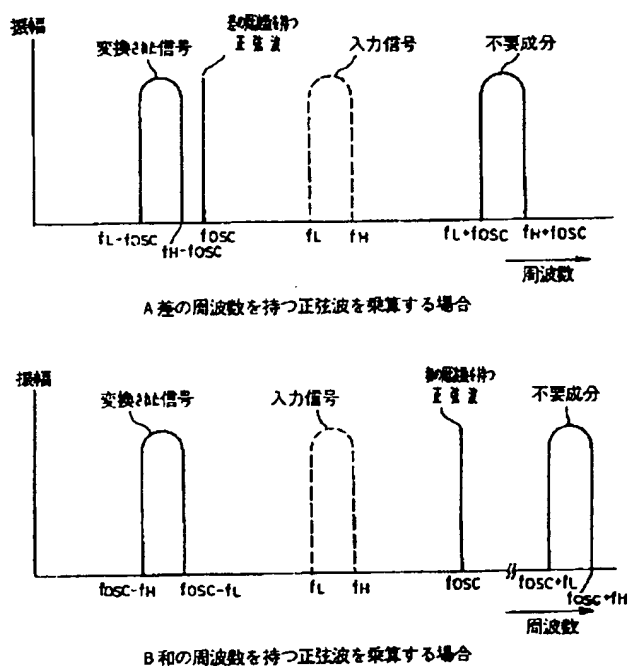 振幅
変換された信号
差の周波数を持つ
正弦波
入力信号
不要成分
fL-fOSC
fH-fOSC
fOSC
fL
fH
fL+fOSC
fH+fOSC
周波数
A差の周波数を持つ正弦波を乗算する場合
振幅
変換された信号
入力信号
和の周波数を持つ
正弦波
不要成分
fOSC-fH
fOSC-fL
fL
fH
fOSC
fOSC+fL
fOSC+fH
周波数
B和の周波数を持つ正弦波を乗算する場合